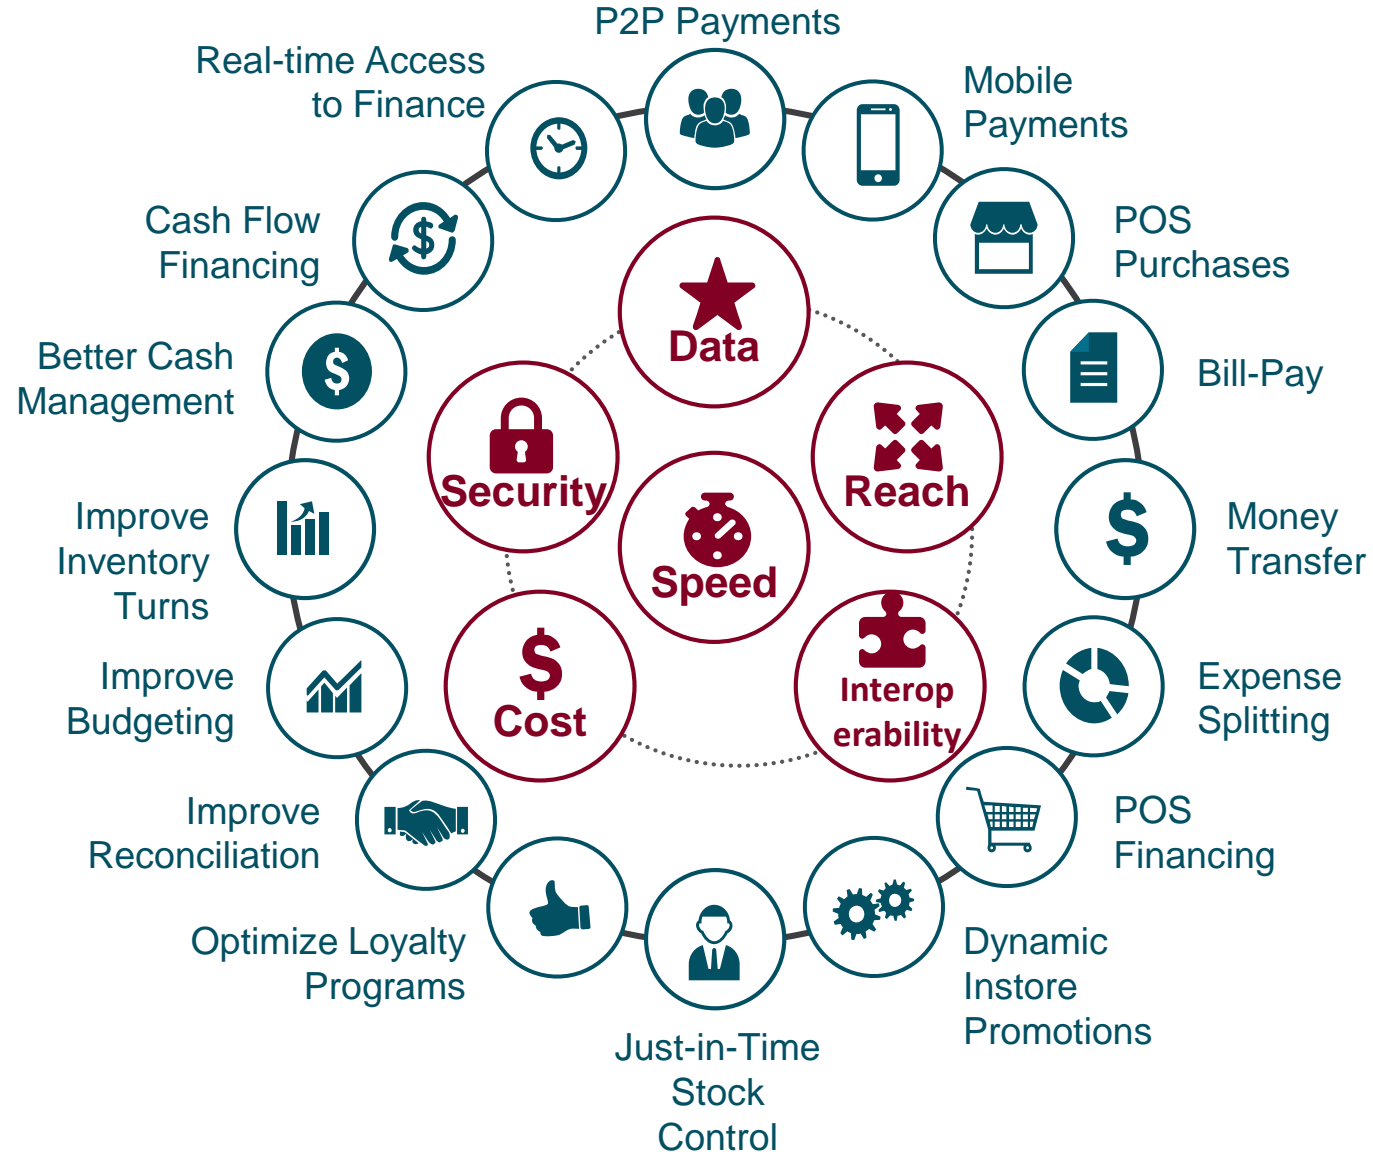 P2P Payments
Mobile
Payments
POS
Purchases
Bill-Pay
Money
Transfer
Expense
Splitting
POS
Financing
Dynamic
Instore
Promotions
Just-in-Time
Stock
Control
Optimize Loyalty
Programs
Improve
Reconciliation
Improve
Budgeting
Improve
Inventory
Turns
Better Cash
Management
Cash Flow
Financing
Real-time Access
to Finance
Data
Reach
Interop
erability
Cost
Security
Speed